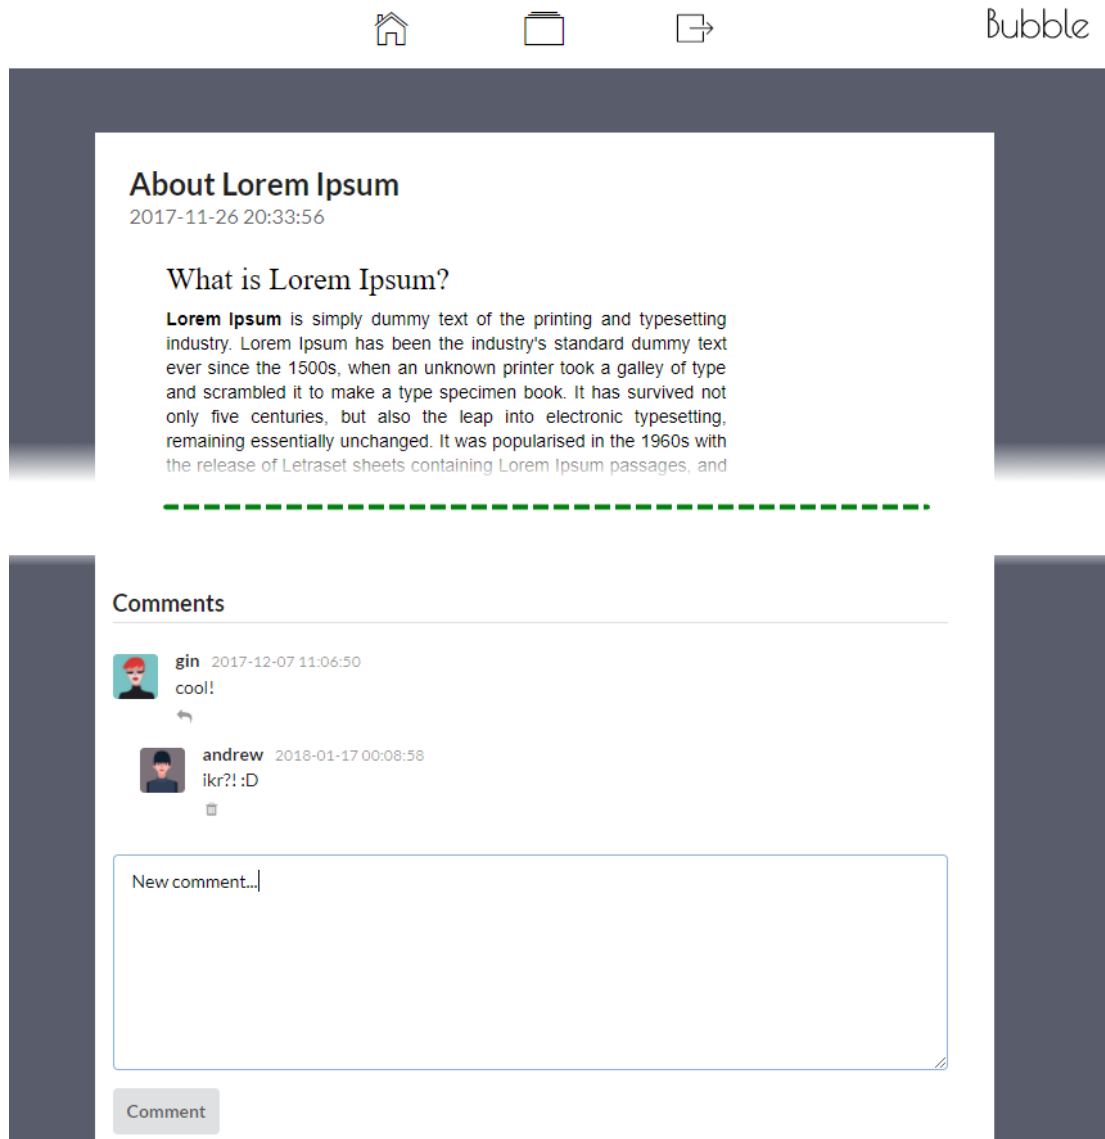 Bubble
About Lorem Ipsum
2017-11-26 20:33:56
What is Lorem Ipsum?
Lorem Ipsum is simply dummy text of the printing and typesetting
industry. Lorem Ipsum has been the industry's standard dummy text
ever since the 1500s, when an unknown printer took a galley of type
and scrambled it to make a type specimen book. It has survived not
only five centuries, but also the leap into electronic typesetting,
remaining essentially unchanged. It was popularised in the 1960s with
the release of Letraset sheets containing Lorem Ipsum passages, and
Comments
gin 2017-12-07 11:06:50
cool!
andrew 2018-01-17 00:08:58
ikr?! :D
New comment...
Comment